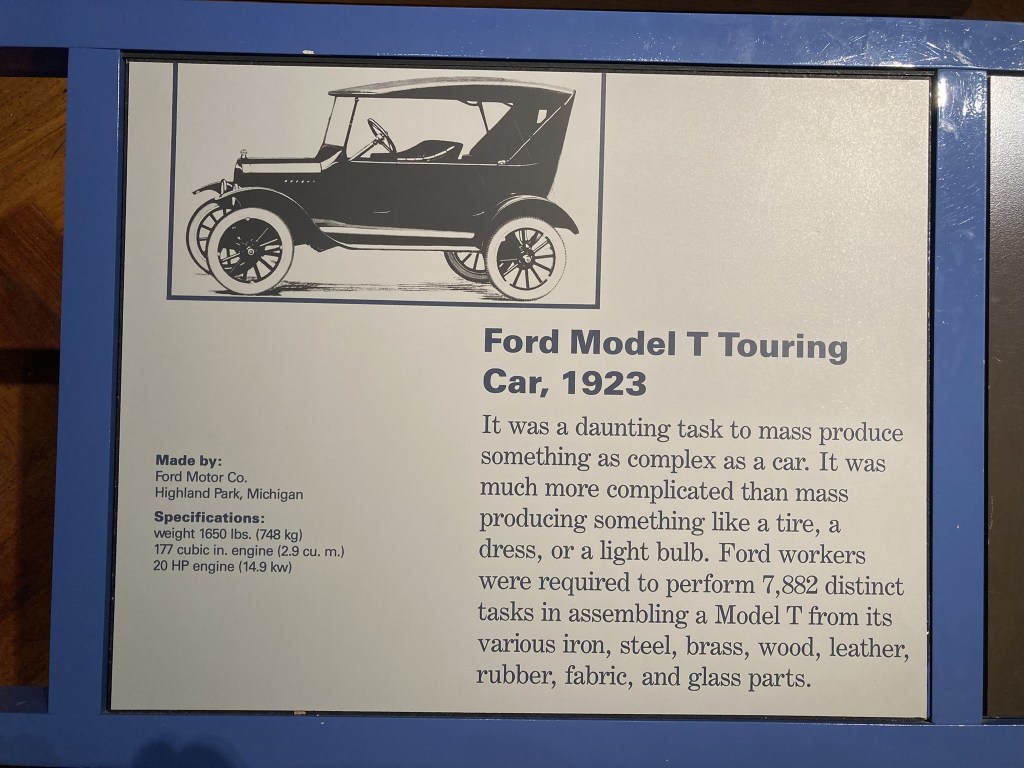 Ford Model T Touring
Car, 1923
It was a daunting task to mass produce
something as complex as a car. It was
much more complicated than mass
producing something like a tire, a
dress, or a light bulb. Ford workers
were required to perform 7,882 distinct
tasks in assembling a Model T from its
various iron, steel, brass, wood, leather,
rubber, fabric, and glass parts.
Made by:
Ford Motor Co.
Highland Park, Michigan
Specifications:
weight 1650 lbs. (748 kg)
177 cubic in. engine (2.9 cu. m.)
20 HP engine (14.9 kw)